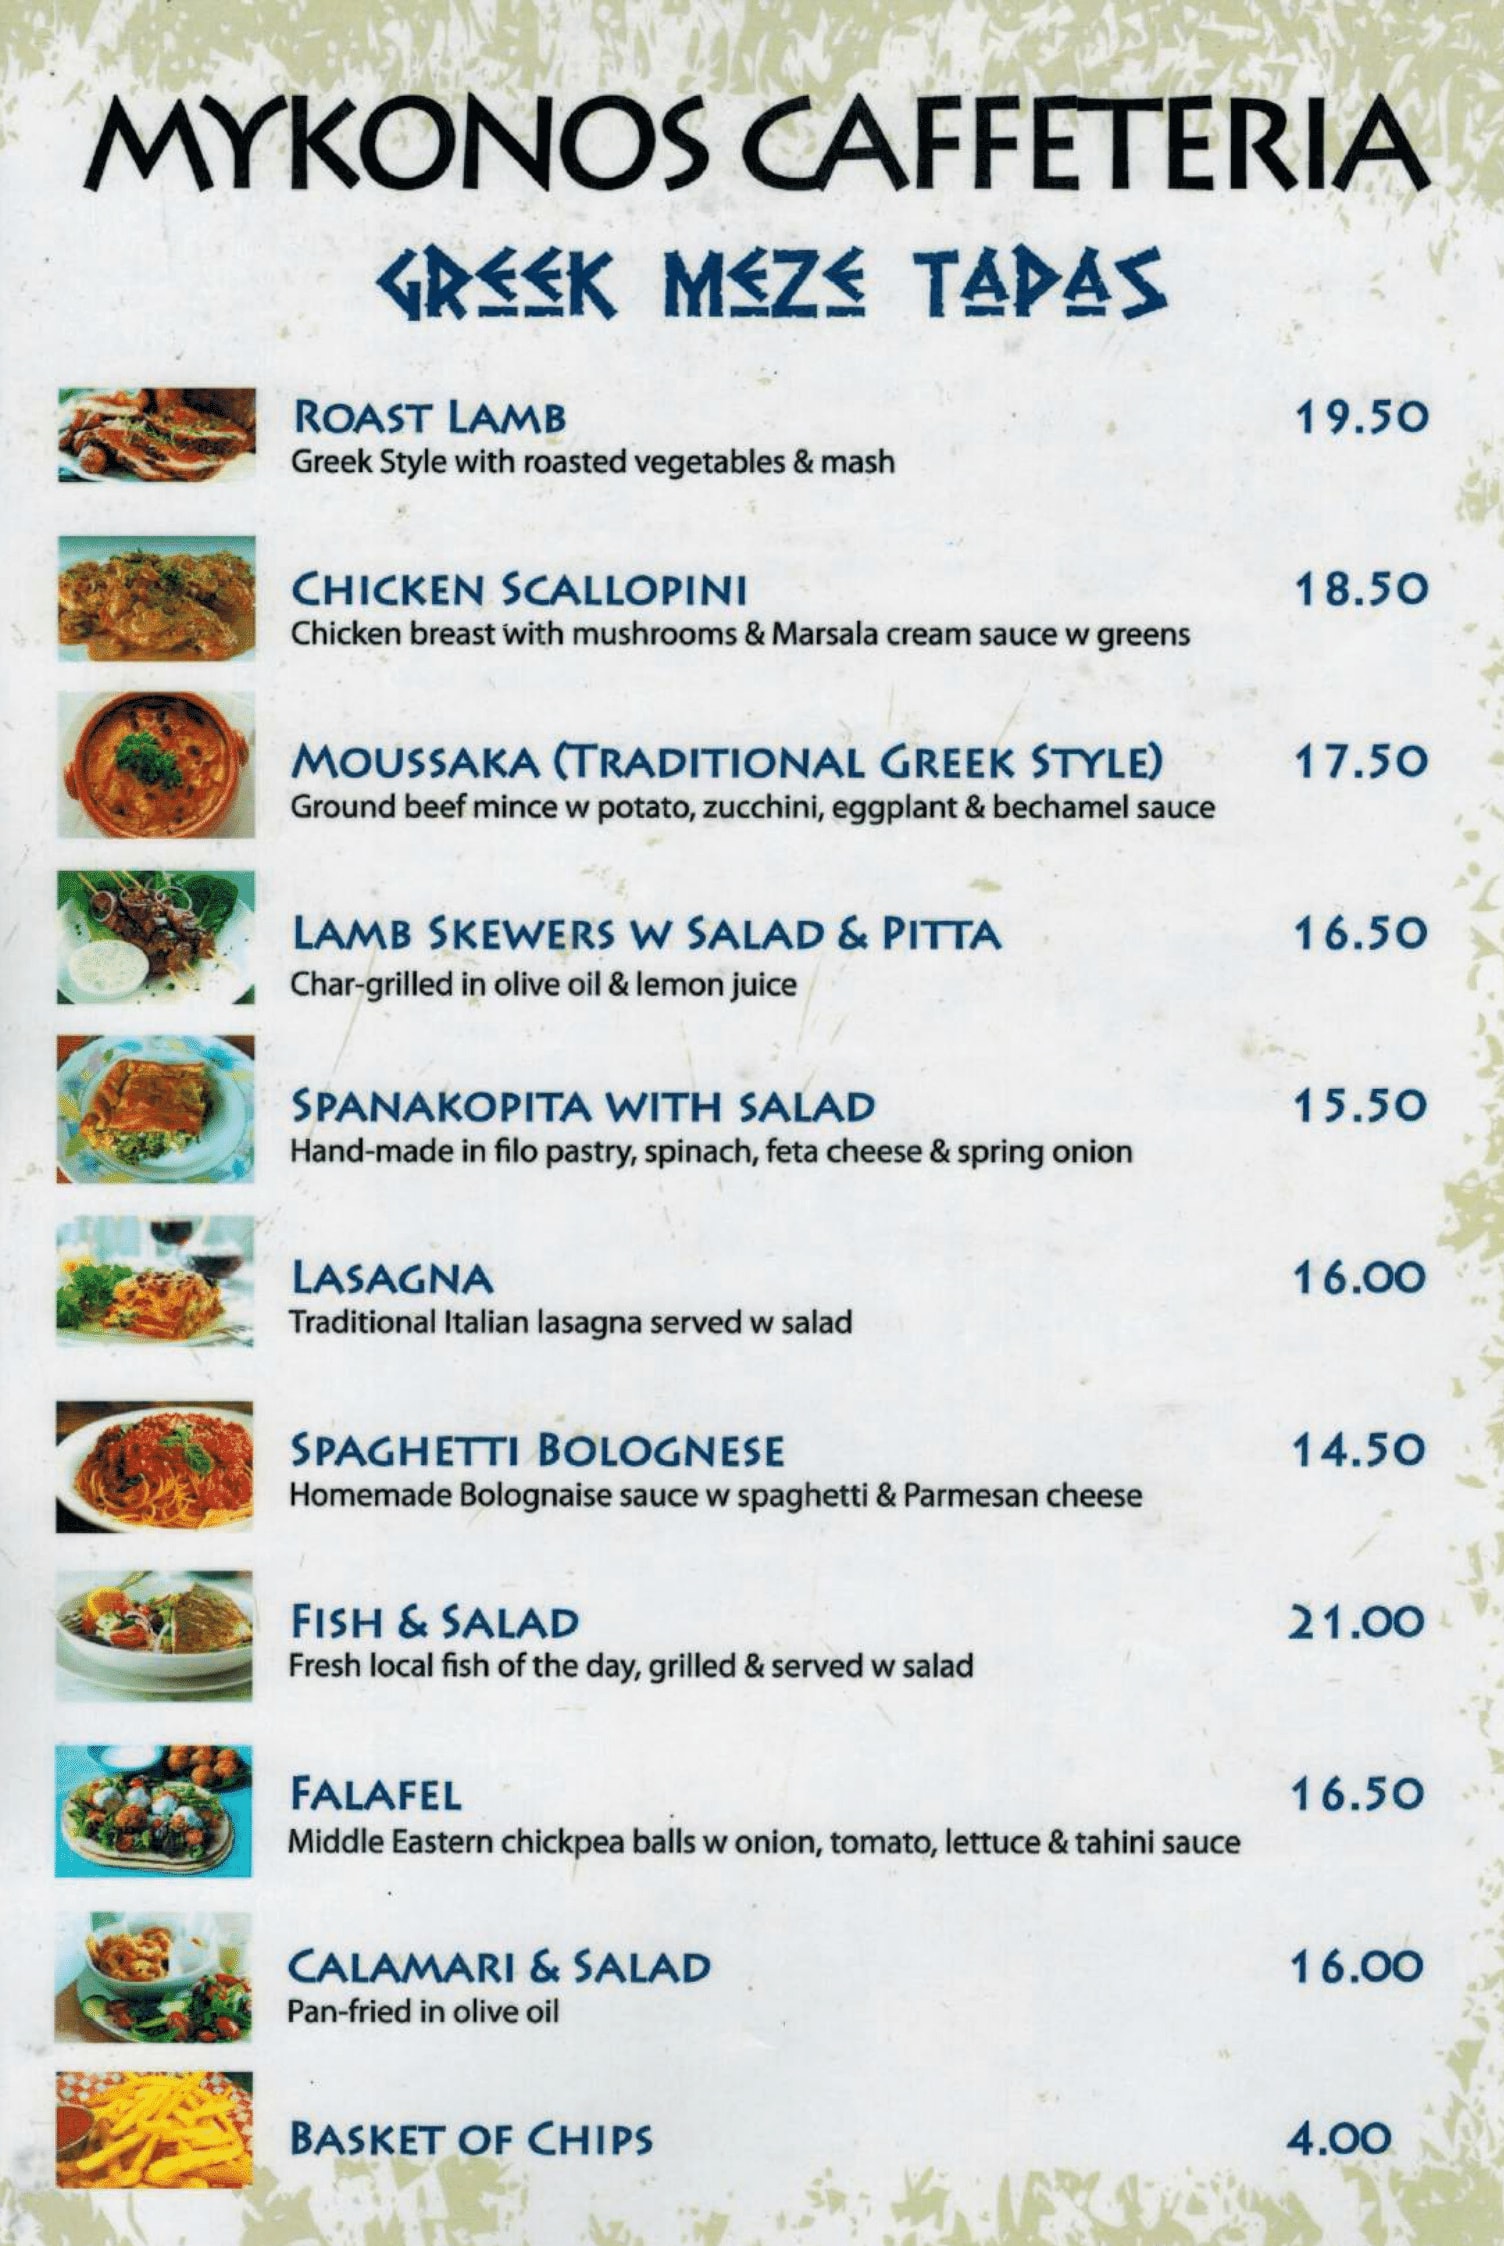 MYKONOS CAFFETERIA
GREEK MEZE TAPAS
ROAST LAMB 19.50
Greek Style with roasted vegetables & mash
CHICKEN SCALLOPINI 18.50
Chicken breast with mushrooms & Marsala cream sauce w greens
MOUSSAKA (TRADITIONAL GREEK STYLE) 17.50
Ground beef mince w potato, zucchini, eggplant & bechamel sauce
LAMB SKEWERS W SALAD & PITTA 16.50
Char-grilled in olive oil & lemon juice
SPANAKOPITA WITH SALAD 15.50
Hand-made in filo pastry, spinach, feta cheese & spring onion
LASAGNA 16.00
Traditional Italian lasagna served w salad
SPAGHETTI BOLOGNESE 14.50
Homemade Bolognaise sauce w spaghetti & Parmesan cheese
FISH & SALAD 21.00
Fresh local fish of the day, grilled & served w salad
FALAFEL 16.50
Middle Eastern chickpea balls w onion, tomato, lettuce & tahini sauce
CALAMARI & SALAD 16.00
Pan-fried in olive oil
BASKET OF CHIPS 4.00